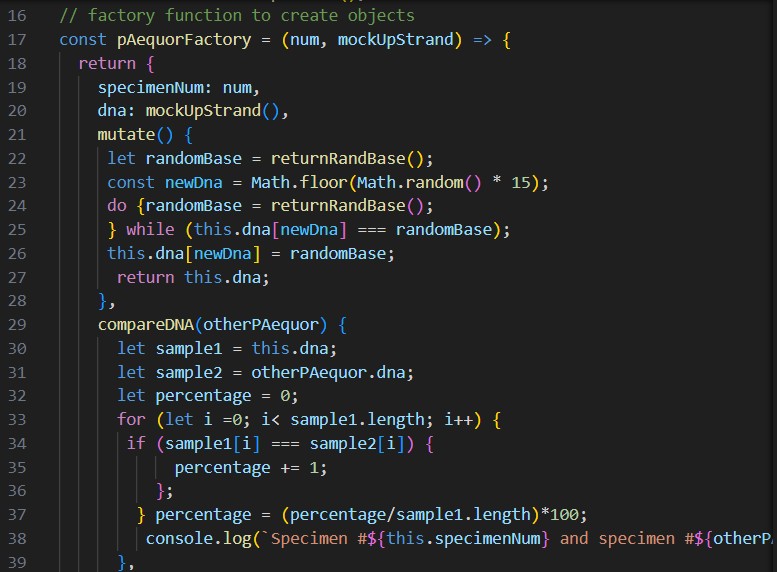 16 // factory function to create objects
17 const pAequorFactory = (num, mockUpStrand) => {
18 return {
19 specimenNum: num,
20 dna: mockUpStrand(),
21 mutate() {
22 let randomBase = returnRandBase();
23 const newDna = Math.floor(Math.random() * 15);
24 do {randomBase = returnRandBase();
25 } while (this.dna[newDna] === randomBase);
26 this.dna[newDna] = randomBase;
27 return this.dna;
28 },
29 compareDNA(otherPAequor) {
30 let sample1 = this.dna;
31 let sample2 = otherPAequor.dna;
32 let percentage = 0;
33 for (let i =0; i< sample1.length; i++) {
34 if (sample1[i] === sample2[i]) {
35 percentage += 1;
36 };
37 } percentage = (percentage/sample1.length)*100;
38 console.log(`Specimen #${this.specimenNum} and specimen #${otherP
39 },